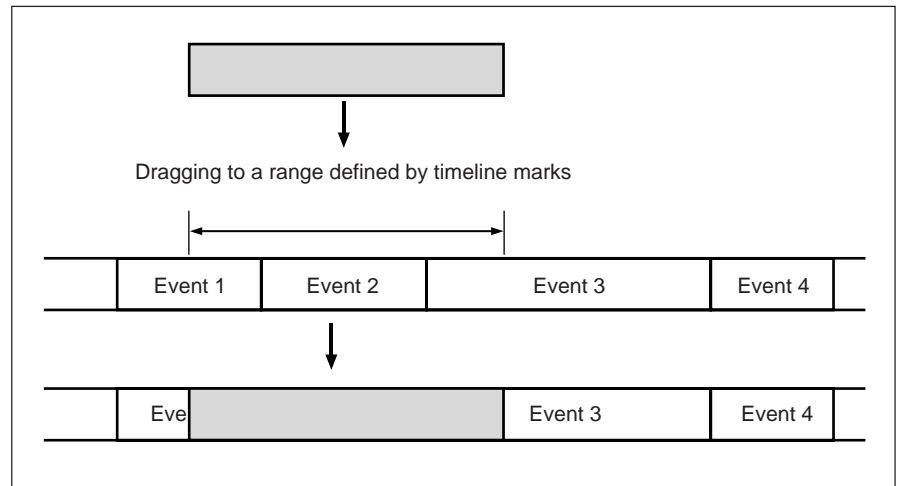 Dragging to a range defined by timeline marks
Event 1 Event 2 Event 3 Event 4
Eve Event 3 Event 4